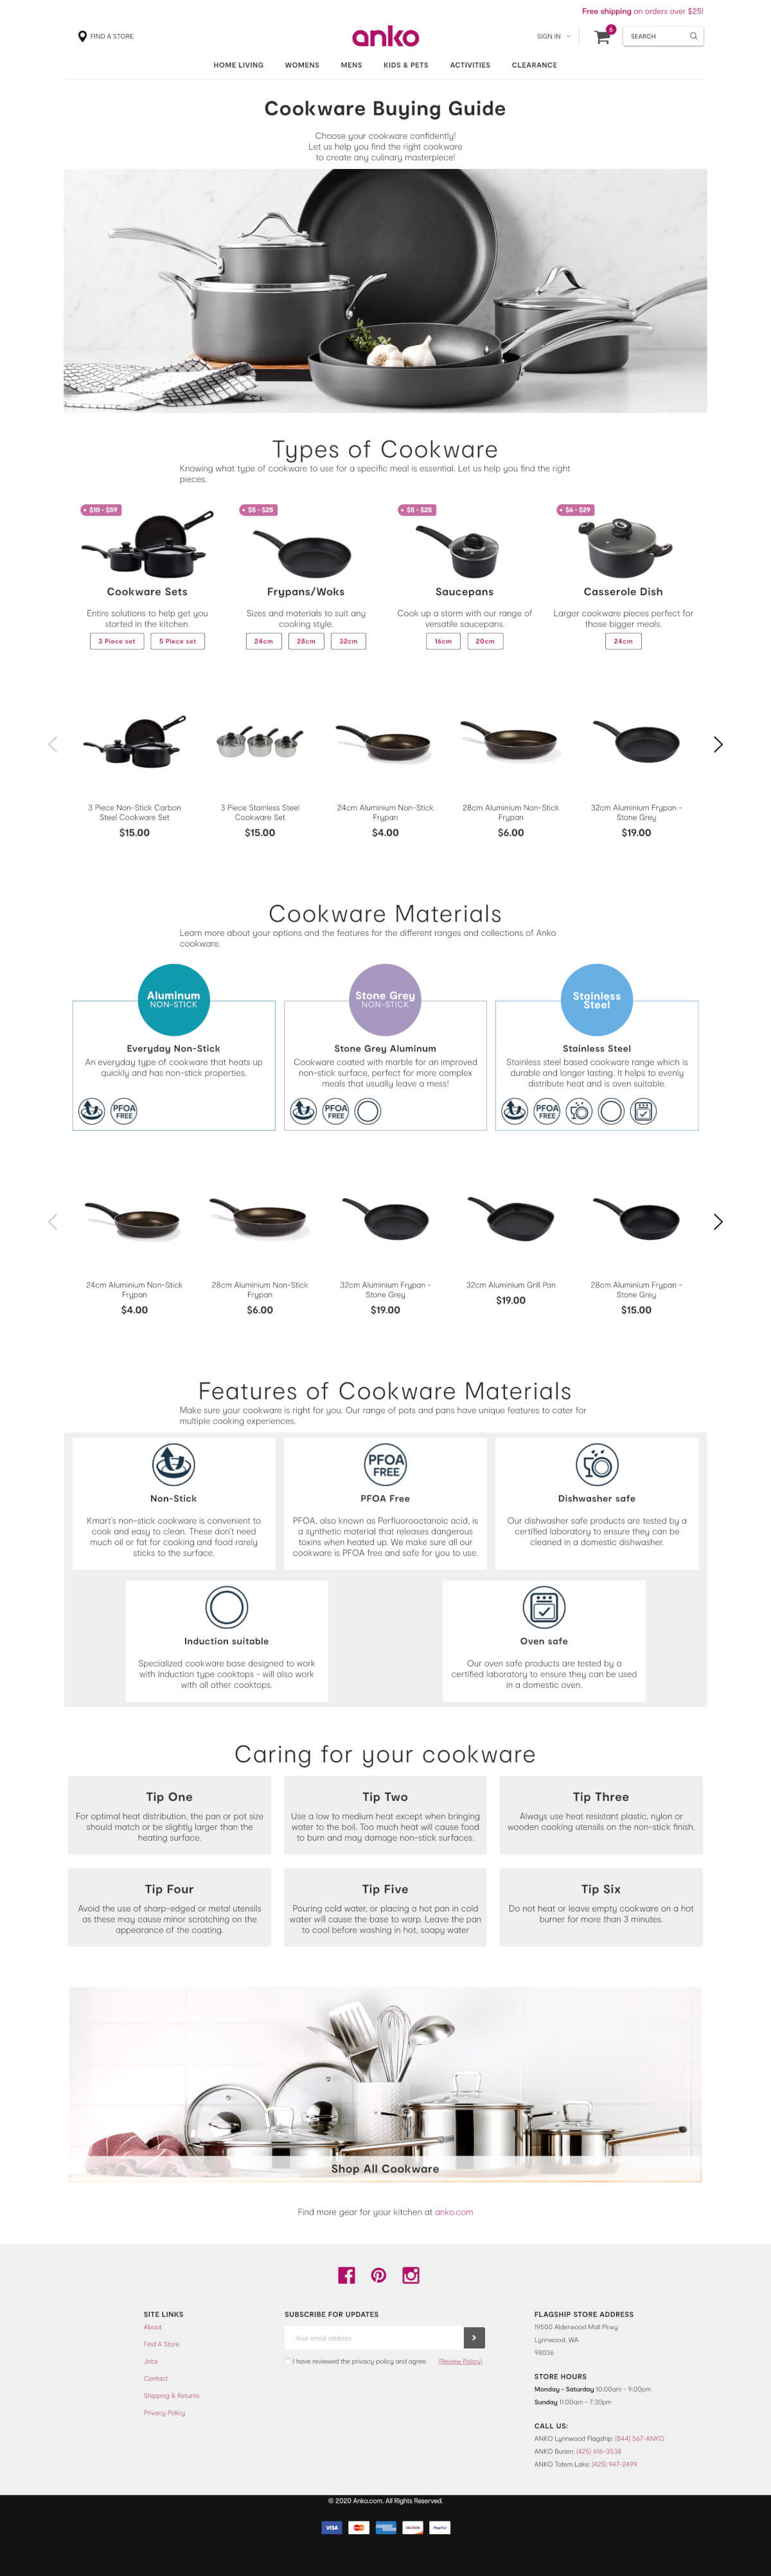 Free shipping on orders over $25!
FIND A STORE
anko
SIGN IN
6
SEARCH
HOME LIVING WOMENS MENS KIDS & PETS ACTIVITIES CLEARANCE
Cookware Buying Guide
Choose your cookware confidently!
Let us help you find the right cookware
to create any culinary masterpiece!
Types of Cookware
Knowing what type of cookware to use for a specific meal is essential. Let us help you find the right
pieces.
$10 - $59
Cookware Sets
Entire solutions to help get you
started in the kitchen.
3 Piece set 5 Piece set
$5 - $25
Frypans/Woks
Sizes and materials to suit any
cooking style.
24cm 28cm 32cm
$5 - $25
Saucepans
Cook up a storm with our range of
versatile saucepans.
16cm 20cm
$6 - $29
Casserole Dish
Larger cookware pieces perfect for
those bigger meals.
24cm
3 Piece Non-Stick Carbon
Steel Cookware Set
$15.00
3 Piece Stainless Steel
Cookware Set
$15.00
24cm Aluminium Non-Stick
Frypan
$4.00
28cm Aluminium Non-Stick
Frypan
$6.00
32cm Aluminium Frypan -
Stone Grey
$19.00
Cookware Materials
Learn more about your options and the features for the different ranges and collections of Anko
cookware.
Aluminum
NON-STICK
Everyday Non-Stick
An everyday type of cookware that heats up
quickly and has non-stick properties.
PFOA
FREE
Stone Grey
NON-STICK
Stone Grey Aluminum
Cookware coated with marble for an improved
non-stick surface, perfect for more complex
meals that usually leave a mess!
PFOA
FREE
Stainless
Steel
Stainless Steel
Stainless steel based cookware range which is
durable and longer lasting. It helps to evenly
distribute heat and is oven suitable.
PFOA
FREE
24cm Aluminium Non-Stick
Frypan
$4.00
28cm Aluminium Non-Stick
Frypan
$6.00
32cm Aluminium Frypan -
Stone Grey
$19.00
32cm Aluminium Grill Pan
$19.00
28cm Aluminium Frypan -
Stone Grey
$15.00
Features of Cookware Materials
Make sure your cookware is right for you. Our range of pots and pans have unique features to cater for
multiple cooking experiences.
Non-Stick
Kmart's non-stick cookware is convenient to
cook and easy to clean. These don't need
much oil or fat for cooking and food rarely
sticks to the surface.
PFOA
FREE
PFOA Free
PFOA, also known as Perfluorooctanoic acid, is
a synthetic material that releases dangerous
toxins when heated up. We make sure all our
cookware is PFOA free and safe for you to use.
Dishwasher safe
Our dishwasher safe products are tested by a
certified laboratory to ensure they can be
cleaned in a domestic dishwasher.
Induction suitable
Specialized cookware base designed to work
with Induction type cooktops - will also work
with all other cooktops.
Oven safe
Our oven safe products are tested by a
certified laboratory to ensure they can be used
in a domestic oven.
Caring for your cookware
Tip One
For optimal heat distribution, the pan or pot size
should match or be slightly larger than the
heating surface.
Tip Two
Use a low to medium heat except when bringing
water to the boil. Too much heat will cause food
to burn and may damage non-stick surfaces.
Tip Three
Always use heat resistant plastic, nylon or
wooden cooking utensils on the non-stick finish.
Tip Four
Avoid the use of sharp-edged or metal utensils
as these may cause minor scratching on the
appearance of the coating.
Tip Five
Pouring cold water, or placing a hot pan in cold
water will cause the base to warp. Leave the pan
to cool before washing in hot, soapy water
Tip Six
Do not heat or leave empty cookware on a hot
burner for more than 3 minutes.
Shop All Cookware
Find more gear for your kitchen at anko.com
SITE LINKS
About
Find A Store
Jobs
Contact
Shipping & Returns
Privacy Policy
SUBSCRIBE FOR UPDATES
Your email address
I have reviewed the privacy policy and agree (Review Policy)
FLAGSHIP STORE ADDRESS
19500 Alderwood Mall Pkwy
Lynnwood, WA
98036
STORE HOURS
Monday - Saturday 10:00am - 9:00pm
Sunday 11:00am - 7:30pm
CALL US:
ANKO Lynnwood Flagship: (844) 567-ANKO
ANKO Burien: (425) 616-3538
ANKO Totem Lake: (425) 947-2499
© 2020 Anko.com. All Rights Reserved.
VISA
DISCOVER
PayPal